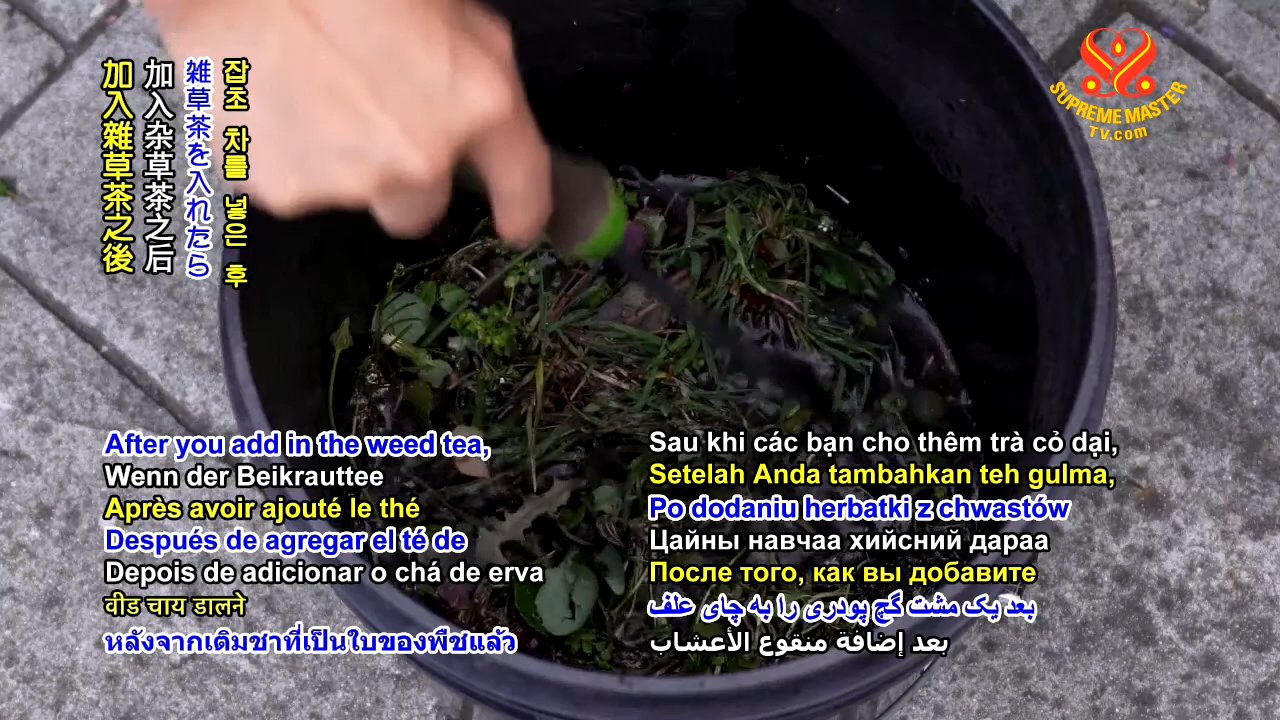 加入雜草茶之後
加入杂草茶之后
雑草茶を入れたら
잡초 차를 넣은 후
SUPREME MASTER
TV.com
After you add in the weed tea,
Wenn der Beikrauttee
Après avoir ajouté le thé
Después de agregar el té de
Depois de adicionar o chá de erva
वीड चाय डालने
หลังจากเติมชาที่เป็นใบของพืชแล้ว
Sau khi các bạn cho thêm trà cỏ dại,
Setelah Anda tambahkan teh gulma,
Po dodaniu herbatki z chwastów
Цайны навчаа хийсний дараа
После того, как вы добавите
بعد یک مشت گچ پودری را به چای علف
بعد إضافة منقوع الأعشاب